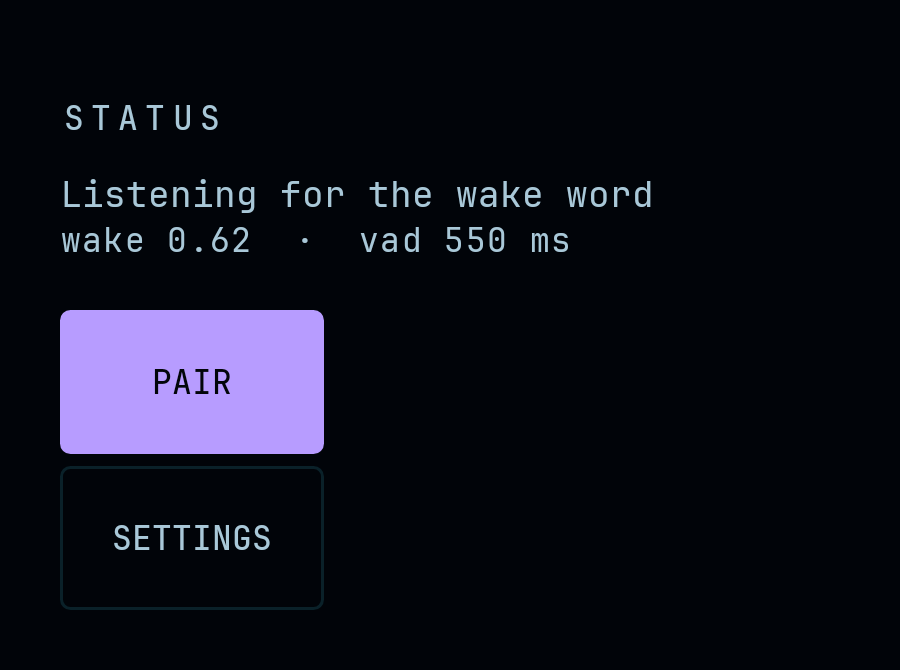 STATUS
Listening for the wake word
wake 0.62  ·  vad 550 ms
PAIR
SETTINGS